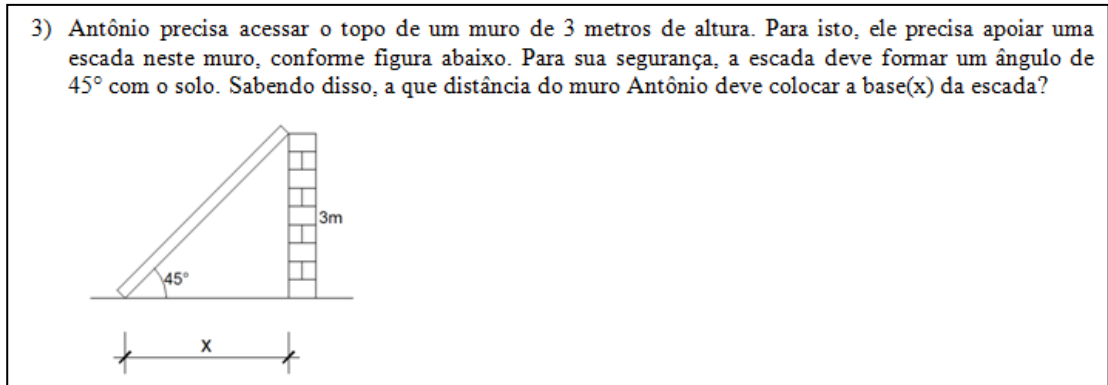 3) Antônio precisa acessar o topo de um muro de 3 metros de altura. Para isto, ele precisa apoiar uma
escada neste muro, conforme figura abaixo. Para sua segurança, a escada deve formar um ângulo de
45° com o solo. Sabendo disso, a que distância do muro Antônio deve colocar a base(x) da escada?
3m
45°
x